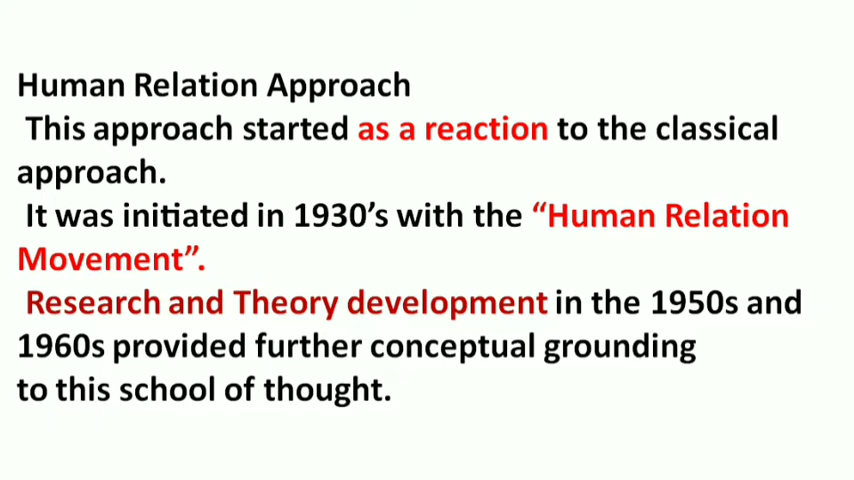 Human Relation Approach
This approach started as a reaction to the classical
approach.
It was initiated in 1930’s with the “Human Relation
Movement”.
Research and Theory development in the 1950s and
1960s provided further conceptual grounding
to this school of thought.